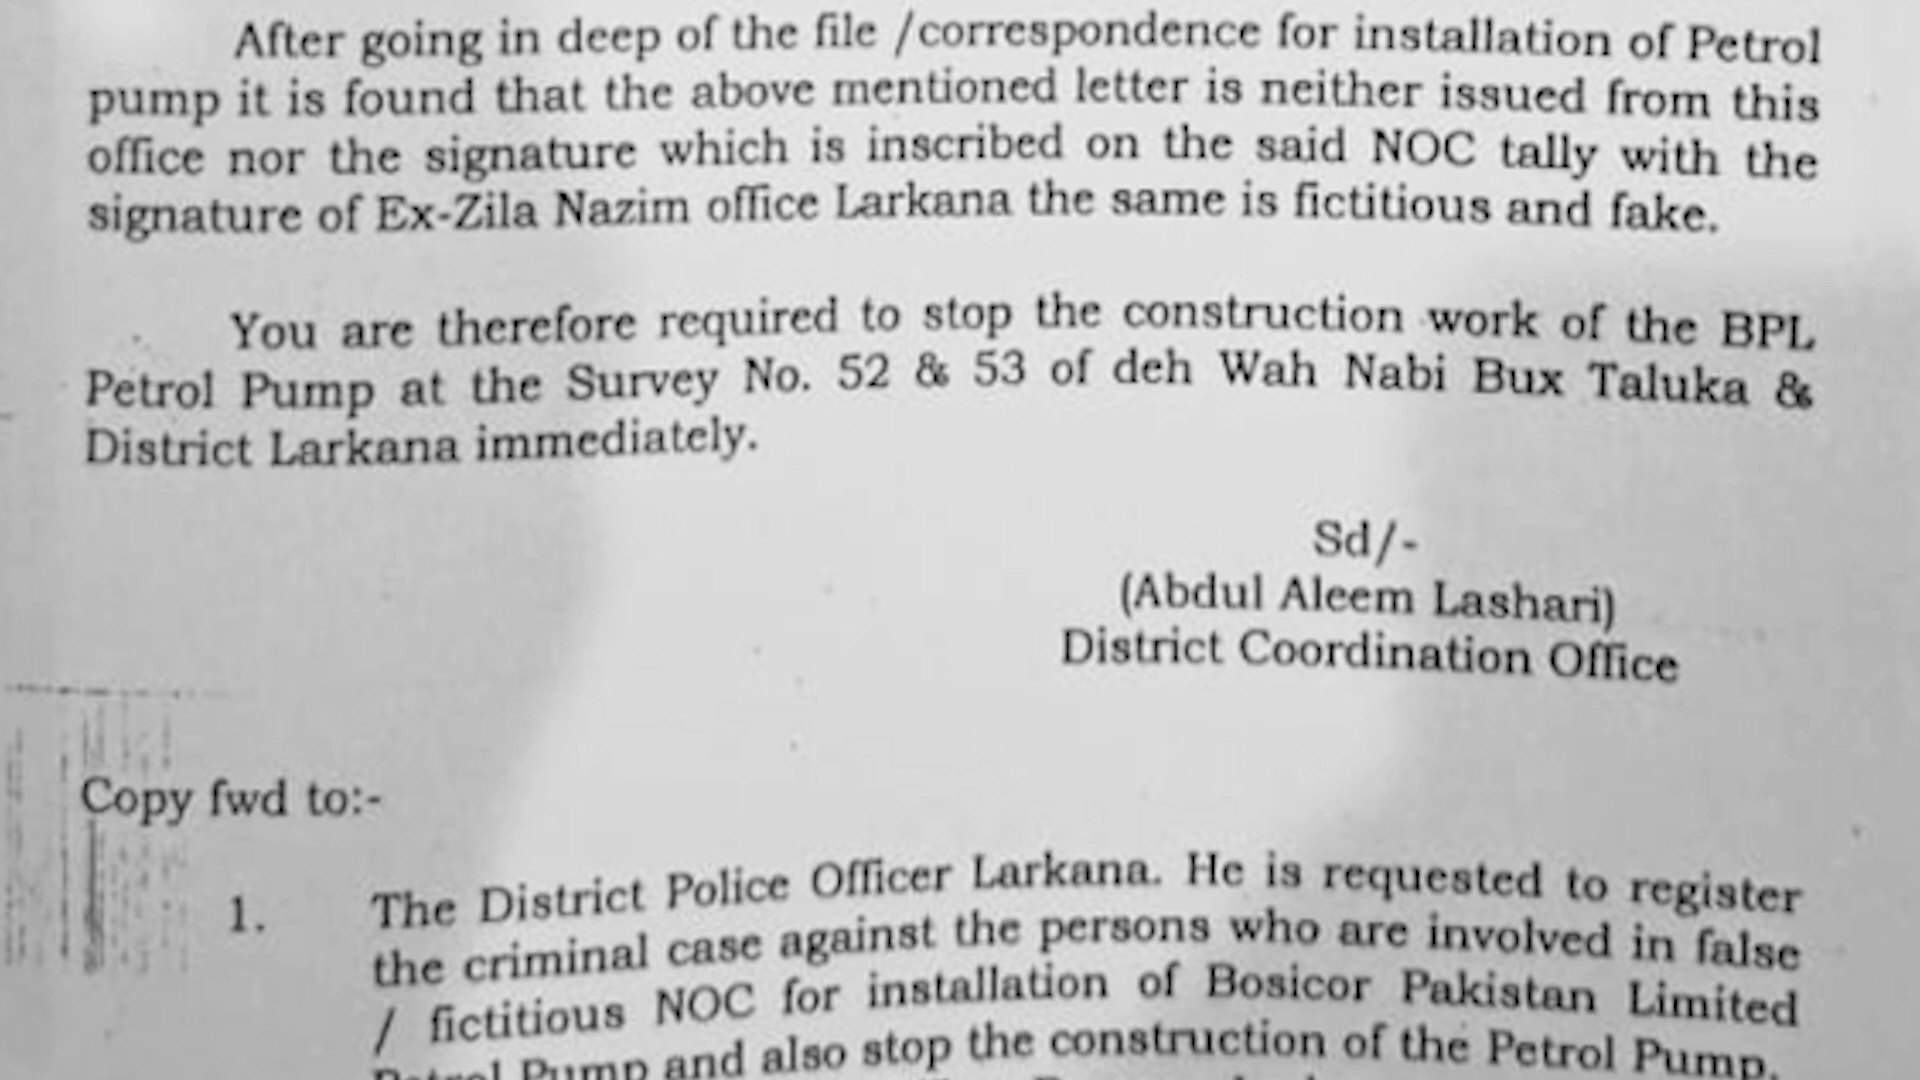 After going in deep of the file /correspondence for installation of Petrol
pump it is found that the above mentioned letter is neither issued from this
office nor the signature which is inscribed on the said NOC tally with the
signature of Ex-Zila Nazim office Larkana the same is fictitious and fake.
You are therefore required to stop the construction work of the BPL
Petrol Pump at the Survey No. 52 & 53 of deh Wah Nabi Bux Taluka &
District Larkana immediately.
Sd/-
(Abdul Aleem Lashari)
District Coordination Office
Copy fwd to:-
1. The District Police Officer Larkana. He is requested to register
the criminal case against the persons who are involved in false
/ fictitious NOC for installation of Bosicor Pakistan Limited
Petrol Pump and also stop the construction of the Petrol Pump.